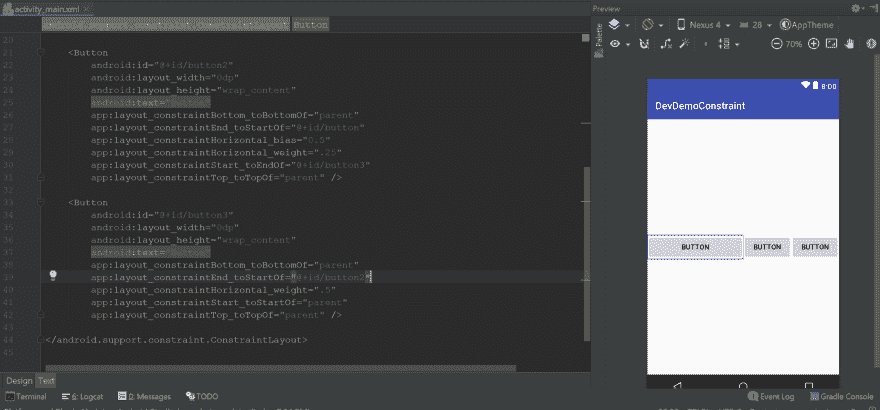 activity_main.xml
Preview
Palette
Nexus 4
28
AppTheme
Button
70%
20
21
<Button
22
android:id="@+id/button2"
23
android:layout_width="0dp"
24
android:layout_height="wrap_content"
25
android:text="Button"
26
app:layout_constraintBottom_toBottomOf="parent"
27
app:layout_constraintEnd_toStartOf="@+id/button"
28
app:layout_constraintHorizontal_bias="0.5"
29
app:layout_constraintHorizontal_weight=".25"
30
app:layout_constraintStart_toEndOf="@+id/button3"
31
app:layout_constraintTop_toTopOf="parent" />
32
33
<Button
34
android:id="@+id/button3"
35
android:layout_width="0dp"
36
android:layout_height="wrap_content"
37
android:text="Button"
38
app:layout_constraintBottom_toBottomOf="parent"
39
app:layout_constraintEnd_toStartOf="@+id/button2"
40
app:layout_constraintHorizontal_weight=".5"
41
app:layout_constraintStart_toStartOf="parent"
42
app:layout_constraintTop_toTopOf="parent" />
43
44
</android.support.constraint.ConstraintLayout>
45
8:00
DevDemoConstraint
BUTTON
BUTTON
BUTTON
Design
Text
Terminal
6: Logcat
0: Messages
TODO
Event Log
Gradle Console